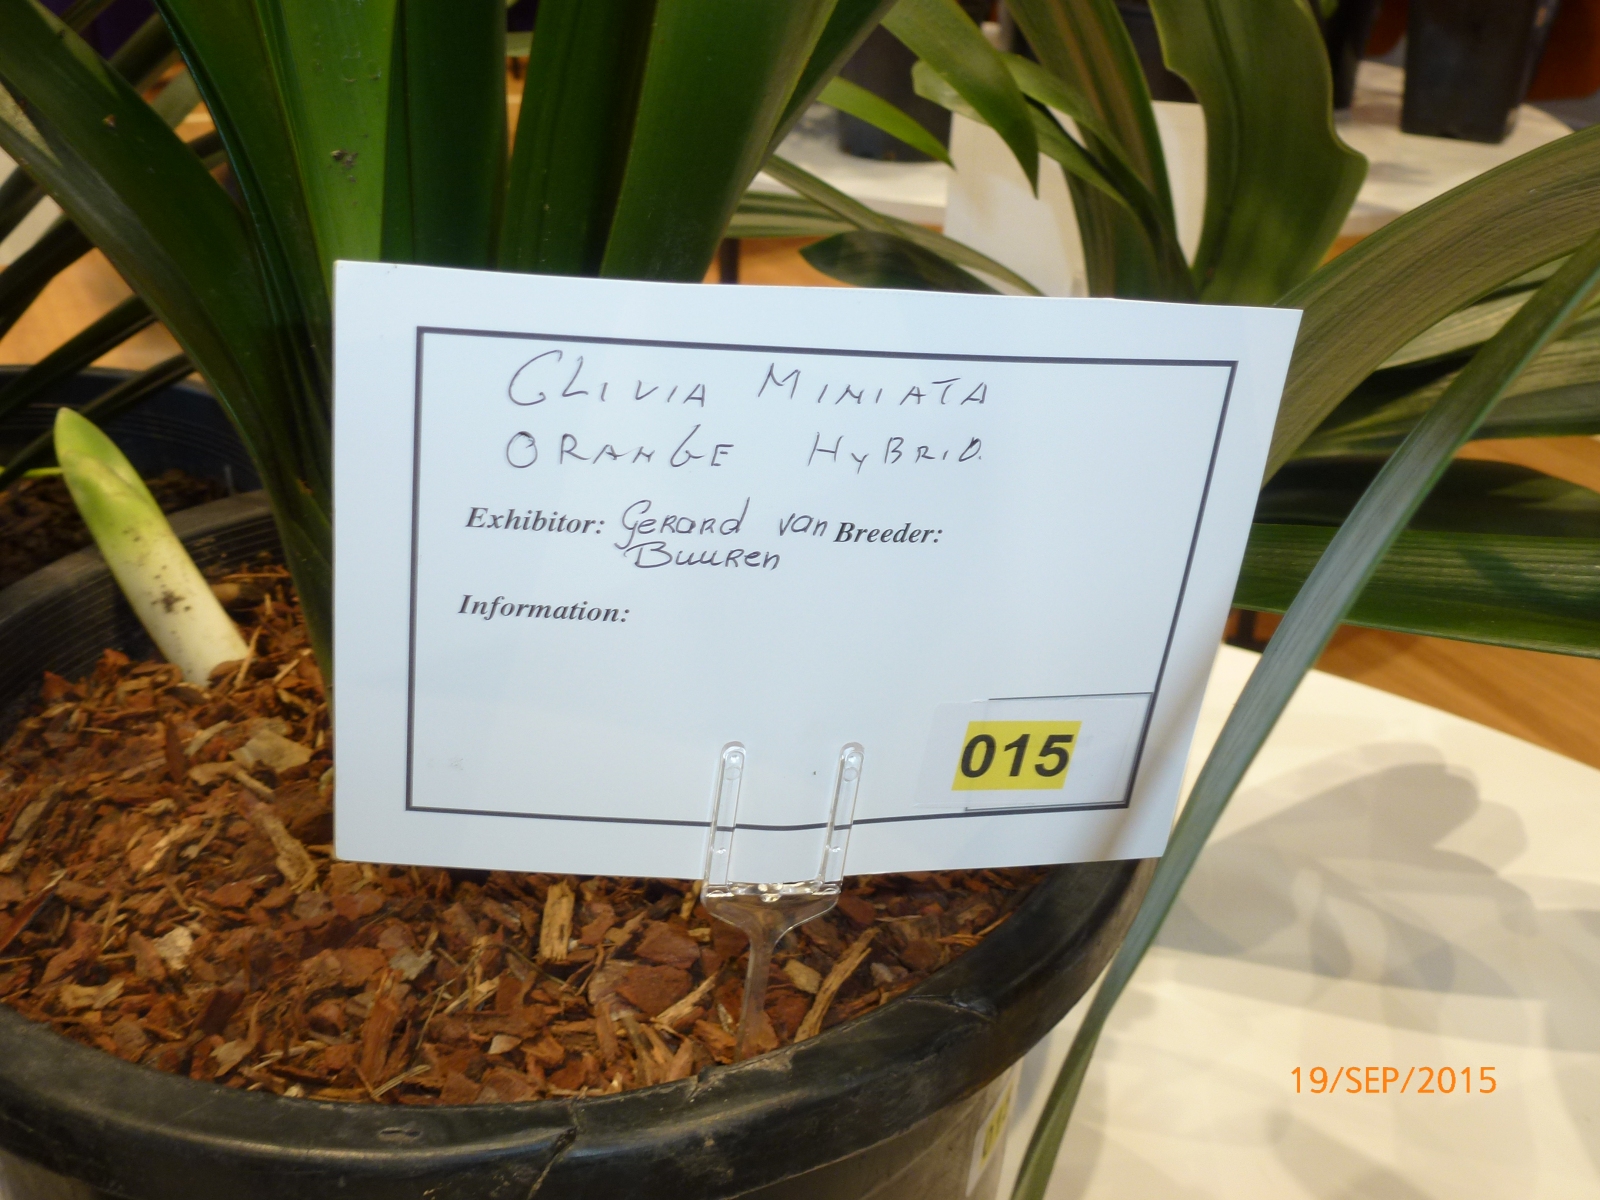 CLIVIA MINIATA
ORANGE HYBRID.
Exhibitor: Gerard van Breeder:
Buuren
Information:
015
19/SEP/2015